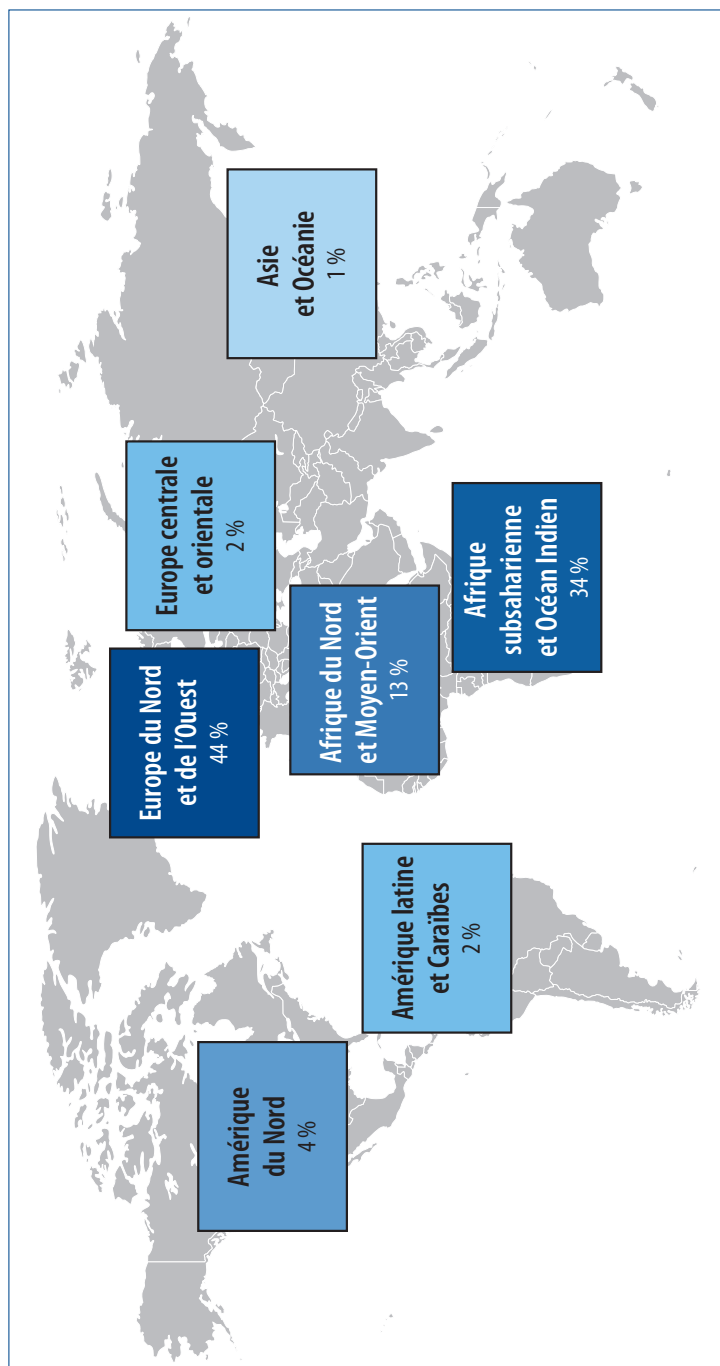 Amérique
du Nord
4 %
Amérique latine
et Caraïbes
2 %
Europe du Nord
et de l'Ouest
44 %
Europe centrale
et orientale
2 %
Afrique du Nord
et Moyen-Orient
13 %
Afrique
subsaharienne
et Océan Indien
34 %
Asie
et Océanie
1 %